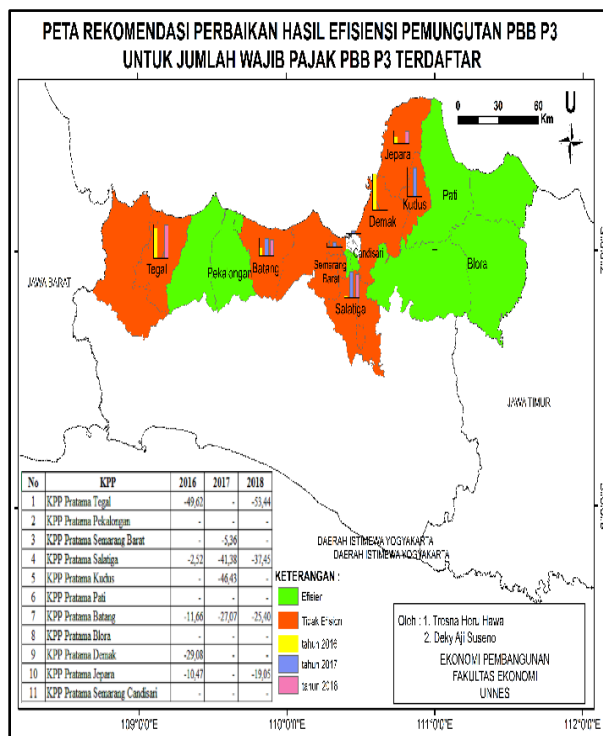 PETA REKOMENDASI PERBAIKAN HASIL EFISIENSI PEMUNGUTAN PBB P3
UNTUK JUMLAH WAJIB PAJAK PBB P3 TERDAFTAR
0 30 60
Km
U
Jepara
Kudus
Pati
Demak
Candisari
Semarang
Barat
Blora
Tegal
Pekalongan
Batang
Salatiga
JAWA BARAT
JAWA TIMUR
DAERAH ISTIMEWA YOGYAKARTA
DAERAH ISTIMEWA YOGYAKARTA
No KPP 2016 2017 2018
1 KPP Pratama Tegal -49,62 - -53,44
2 KPP Pratama Pekalongan - - -
3 KPP Pratama Semarang Barat - -5,36 -
4 KPP Pratama Salatiga -2,52 -41,38 -37,45
5 KPP Pratama Kudus - -46,43 -
6 KPP Pratama Pati - - -
7 KPP Pratama Batang -11,66 -27,07 -25,40
8 KPP Pratama Blora - - -
9 KPP Pratama Demak -29,08 - -
10 KPP Pratama Jepara -10,47 - -19,05
11 KPP Pratama Semarang Candisari - - -
KETERANGAN :
Efisien
Tidak Efisien
tahun 2016
tahun 2017
tahun 2018
Oleh : 1. Trosna Hawa
2. Deky Aji Suseno
EKONOMI PEMBANGUNAN
FAKULTAS EKONOMI
UNNES
109°0'0"E 110°0'0"E 111°0'0"E 112°0'0"E